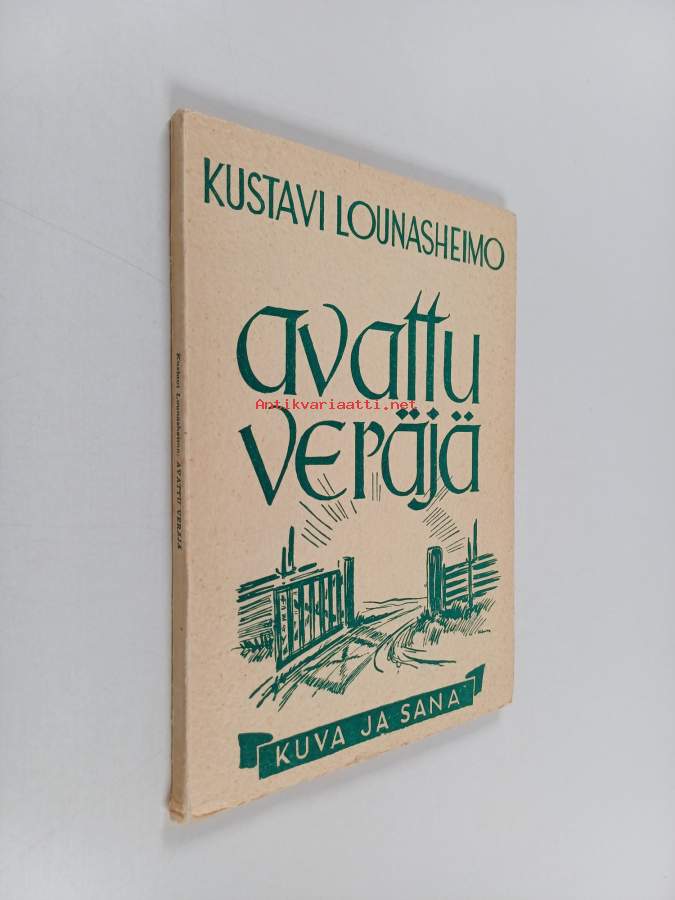 KUSTAVI LOUNASHEIMO
avattu
Antikvariaatti.net
veräjä
KUVA JA SANA
Kustavi Lounasheimo: AVATTU VERÄJÄ